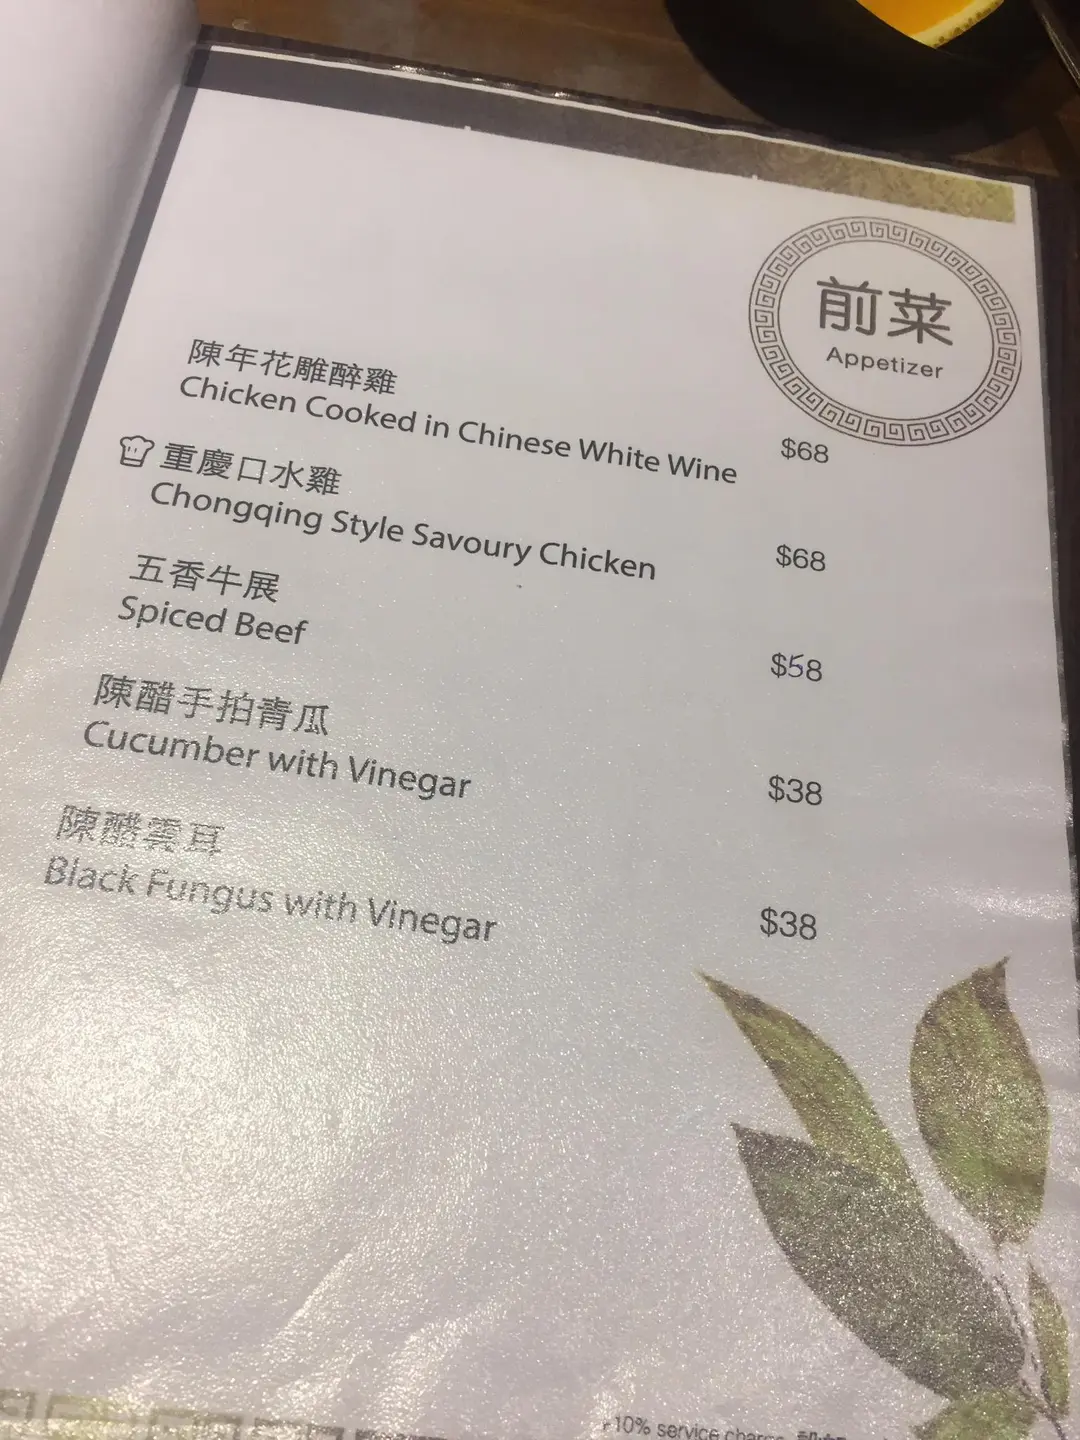 前菜
Appetizer
陳年花雕醉雞
Chicken Cooked in Chinese White Wine $68
重慶口水雞
Chongqing Style Savoury Chicken $68
五香牛展
Spiced Beef $58
陳醋手拍青瓜
Cucumber with Vinegar $38
陳醋雲耳
Black Fungus with Vinegar $38
10% service charge